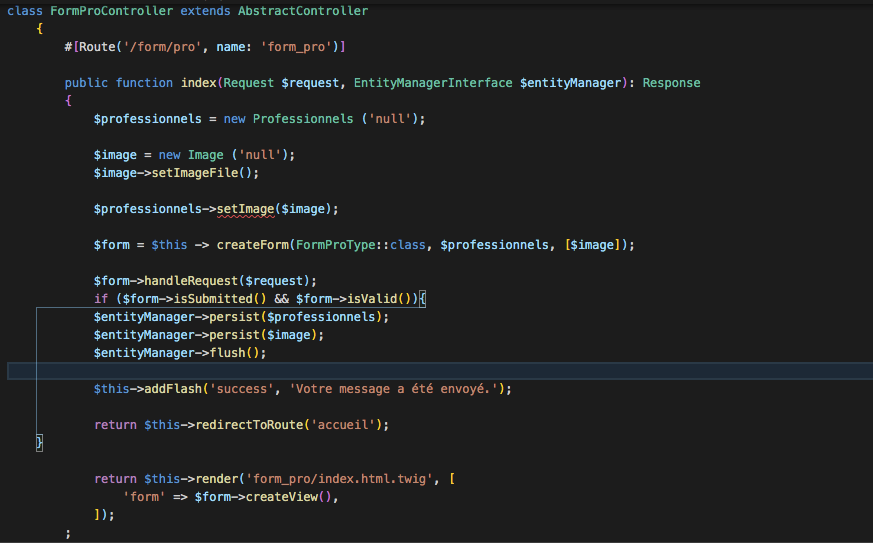 class FormProController extends AbstractController
{
#[Route('/form/pro', name: 'form_pro')]
public function index(Request $request, EntityManagerInterface $entityManager): Response
{
$professionnels = new Professionnels ('null');
$image = new Image ('null');
$image->setImageFile();
$professionnels->setImage($image);
$form = $this -> createForm(FormProType::class, $professionnels, [$image]);
$form->handleRequest($request);
if ($form->isSubmitted() && $form->isValid()){
$entityManager->persist($professionnels);
$entityManager->persist($image);
$entityManager->flush();
$this->addFlash('success', 'Votre message a été envoyé.');
return $this->redirectToRoute('accueil');
}
return $this->render('form_pro/index.html.twig', [
'form' => $form->createView(),
]);
;